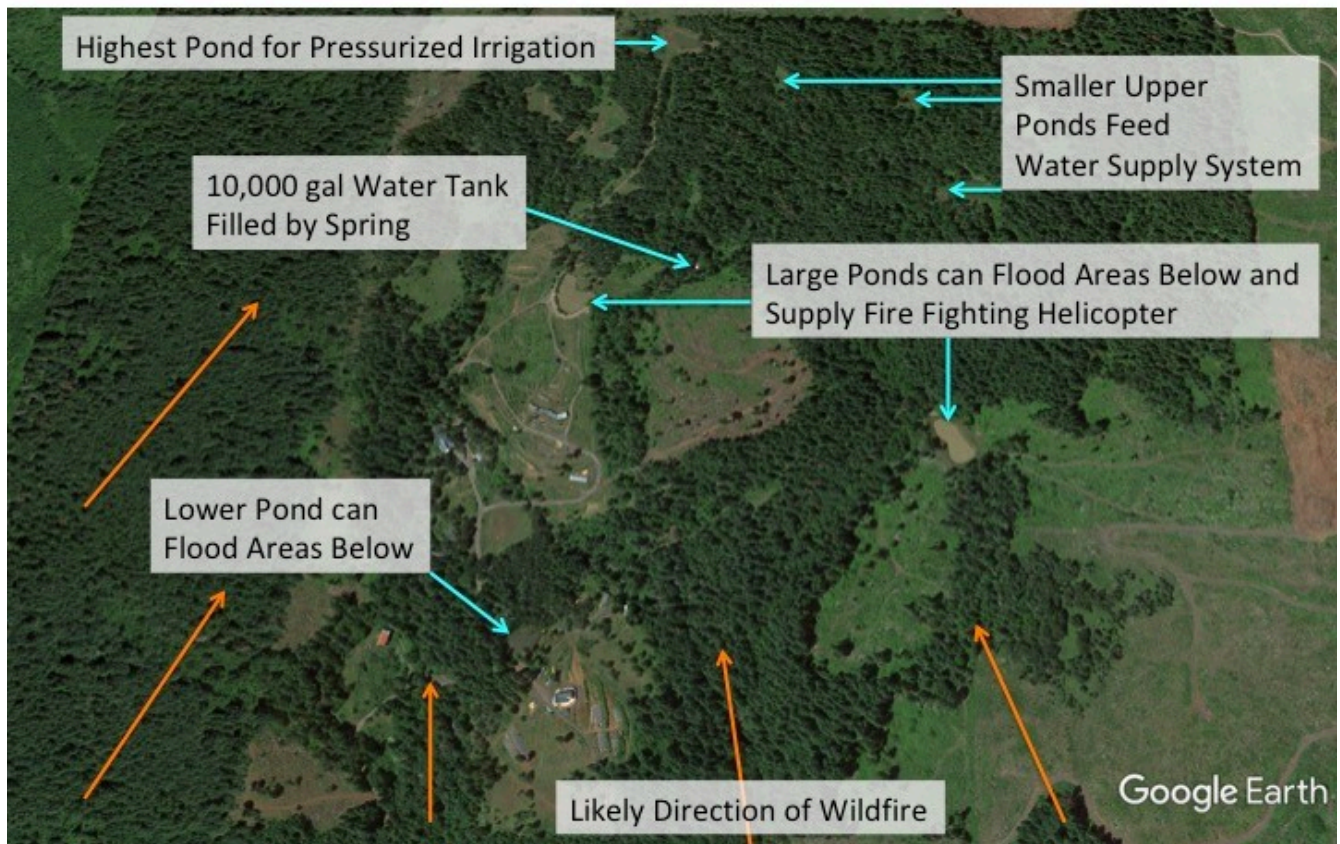 Highest Pond for Pressurized Irrigation
Smaller Upper
Ponds Feed
Water Supply System
10,000 gal Water Tank
Filled by Spring
Large Ponds can Flood Areas Below and
Supply Fire Fighting Helicopter
Lower Pond can
Flood Areas Below
Likely Direction of Wildfire
Google Earth